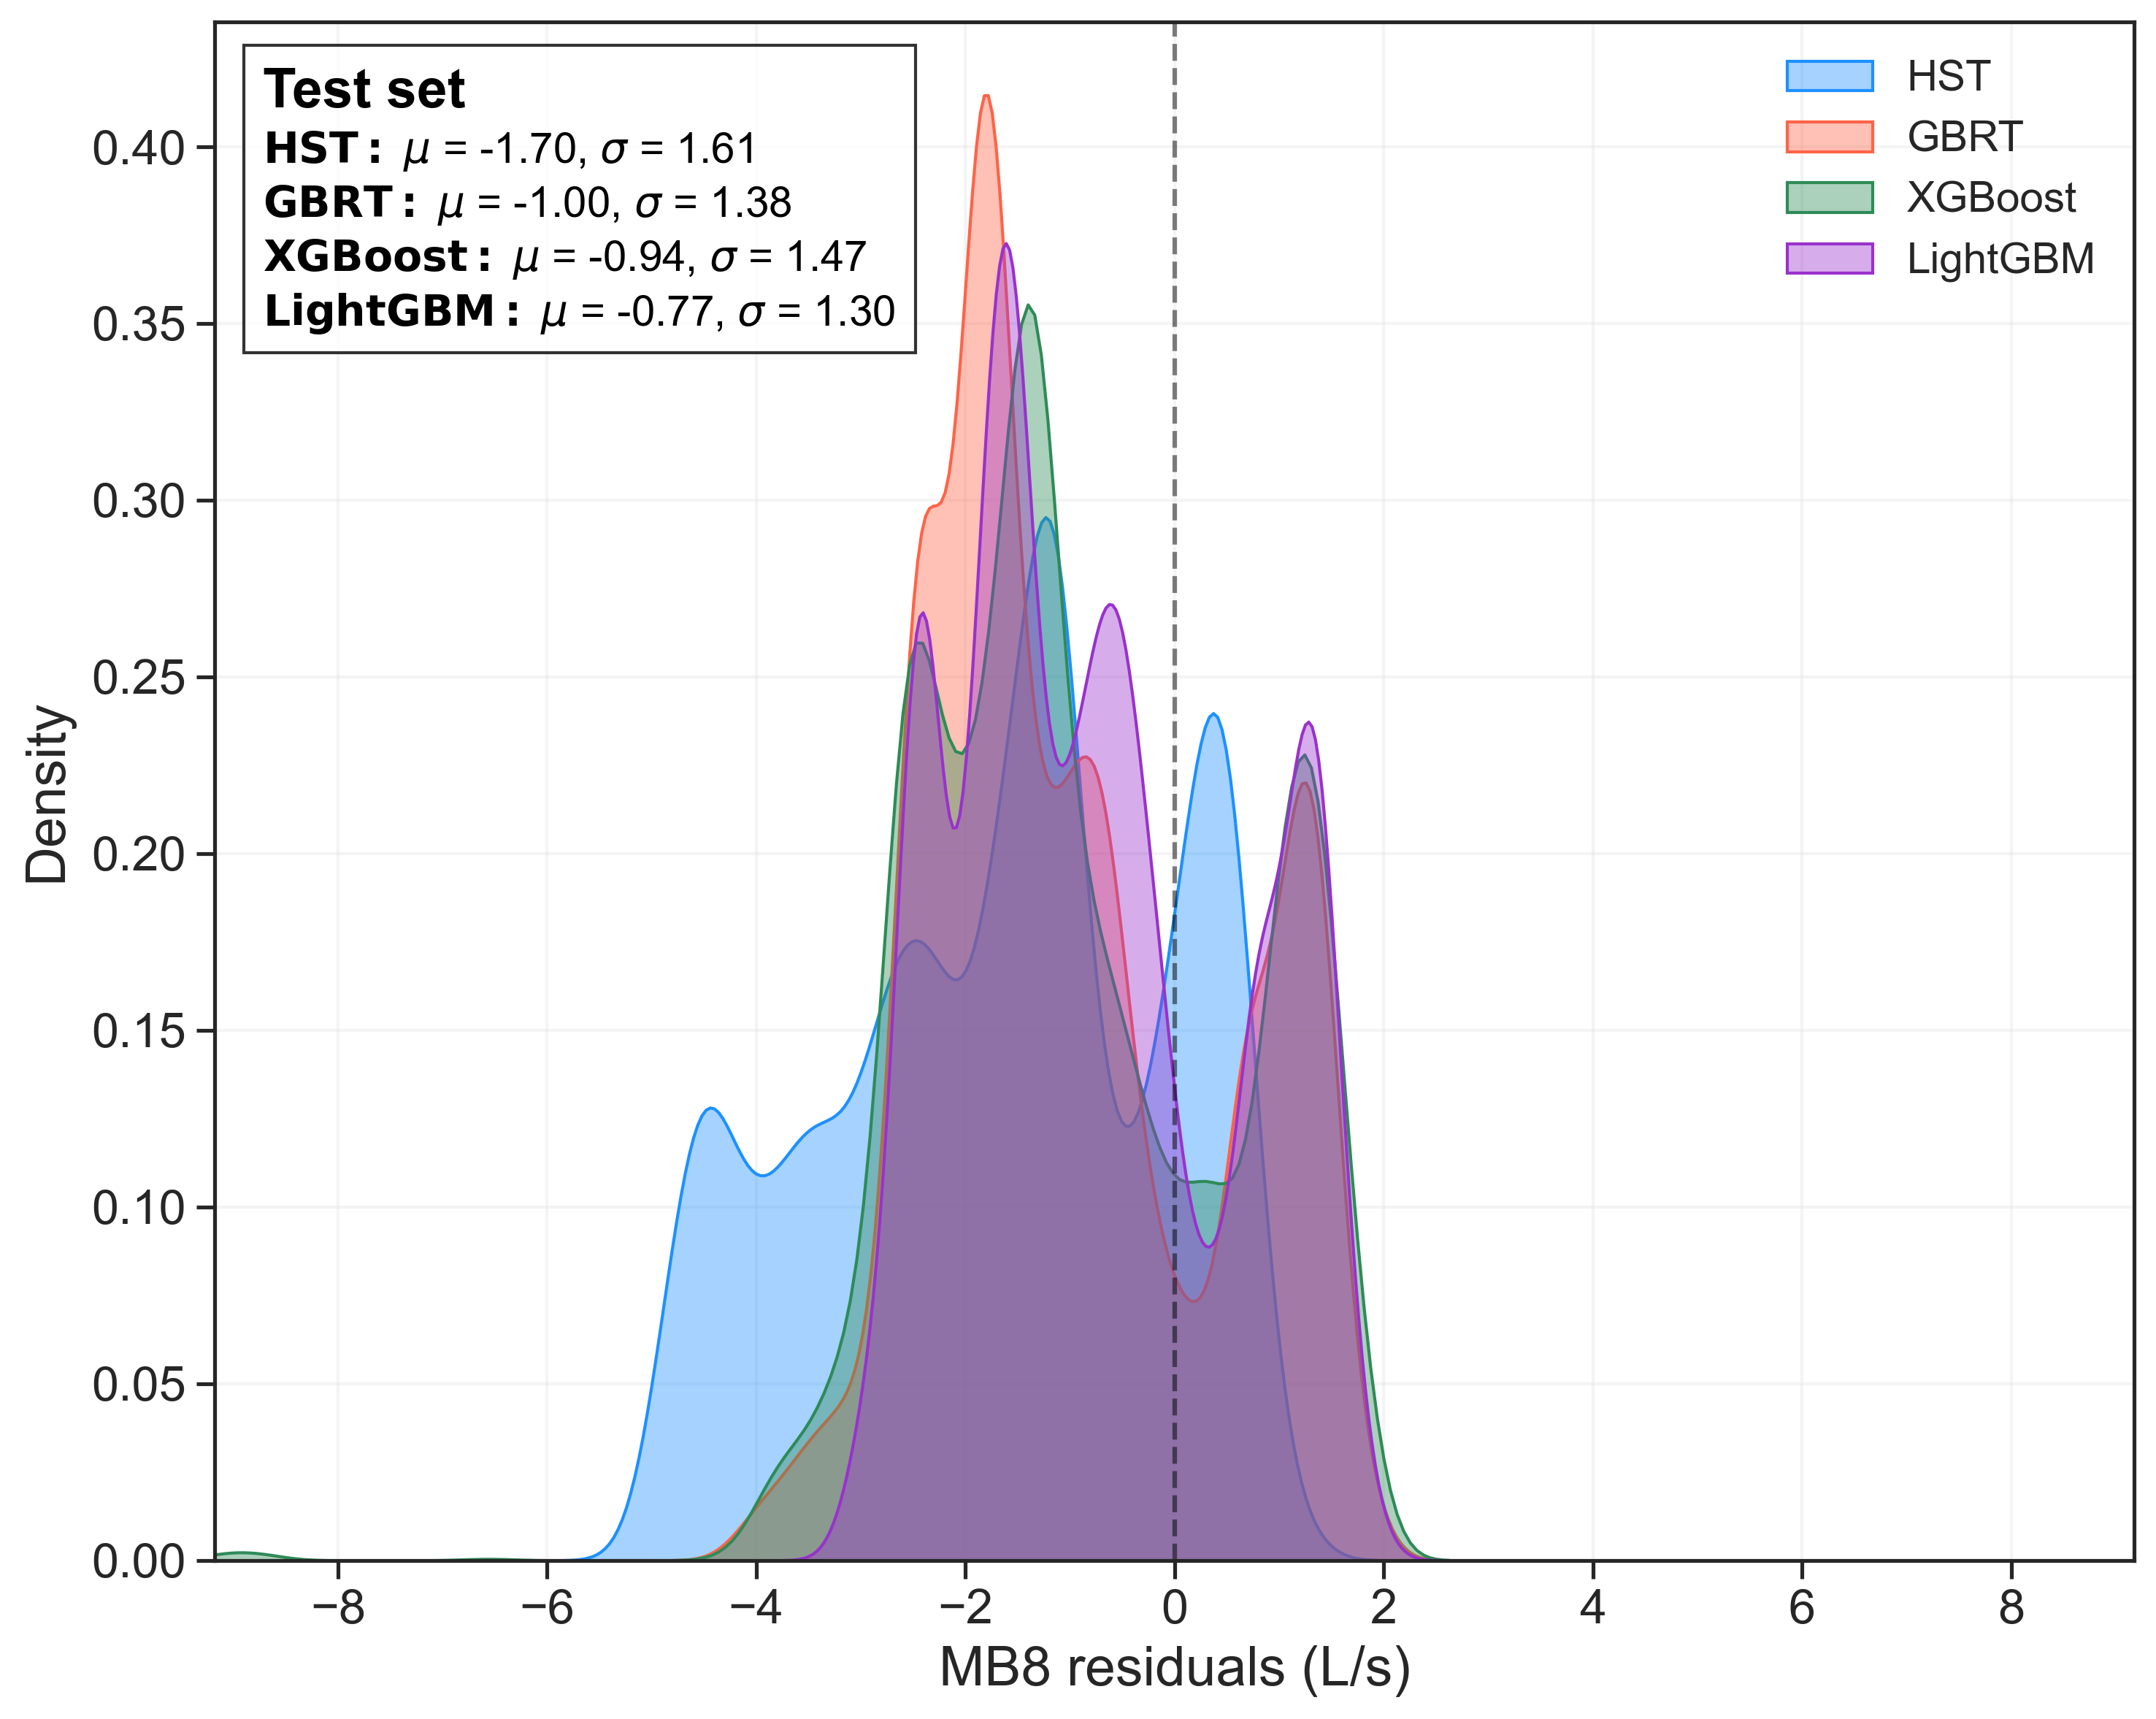 Test set
HST: μ = -1.70, σ = 1.61
GBRT: μ = -1.00, σ = 1.38
XGBoost: μ = -0.94, σ = 1.47
LightGBM: μ = -0.77, σ = 1.30
HST
GBRT
XGBoost
LightGBM
Density
0.40
0.35
0.30
0.25
0.20
0.15
0.10
0.05
0.00
−8 −6 −4 −2 0 2 4 6 8
MB8 residuals (L/s)